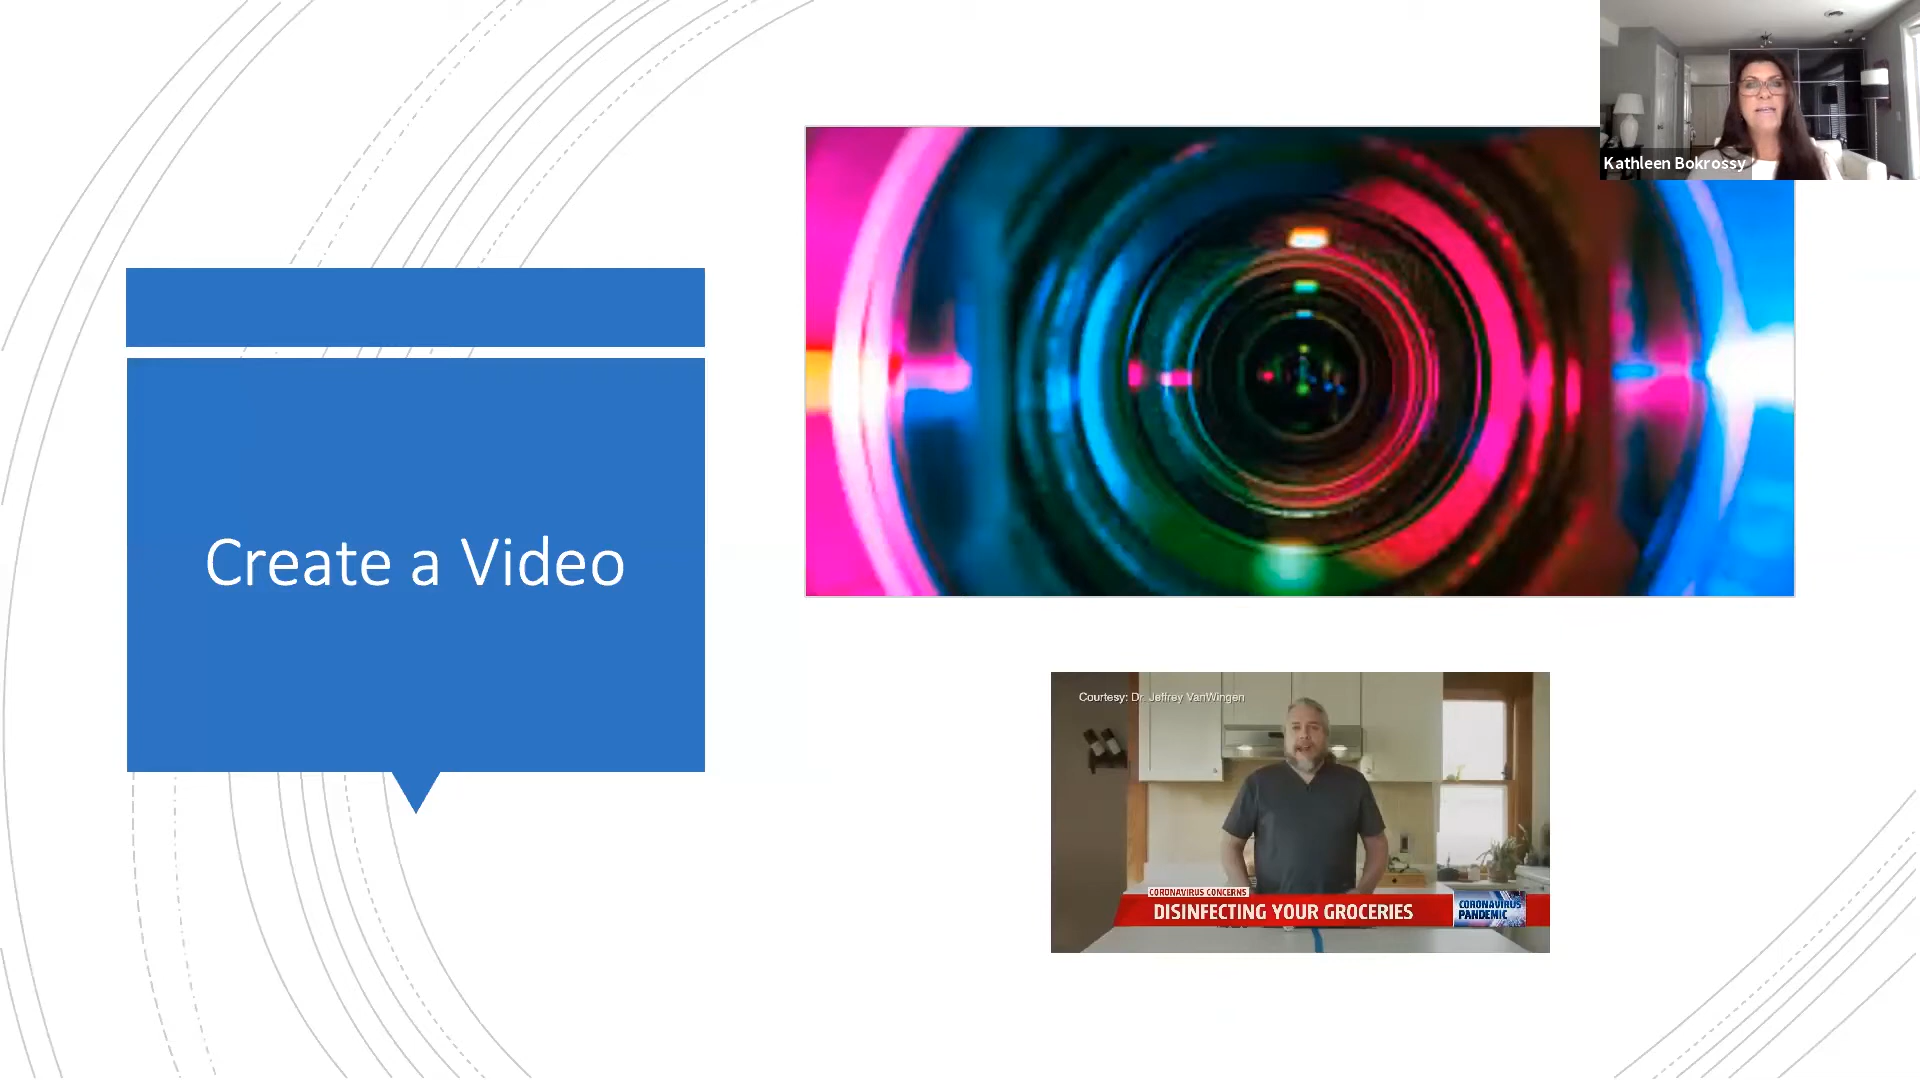 Kathleen Bokrossy
Create a Video
Courtesy: Dr. Jeffrey VanWingen
CORONAVIRUS CONCERNS
DISINFECTING YOUR GROCERIES
CORONAVIRUS
PANDEMIC